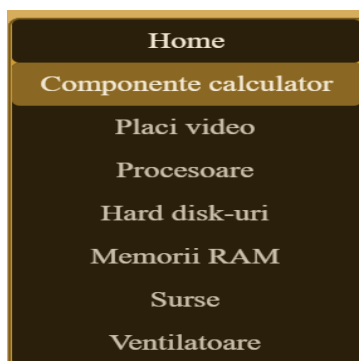 Home
Componente calculator
Placi video
Procesoare
Hard disk-uri
Memorii RAM
Surse
Ventilatoare